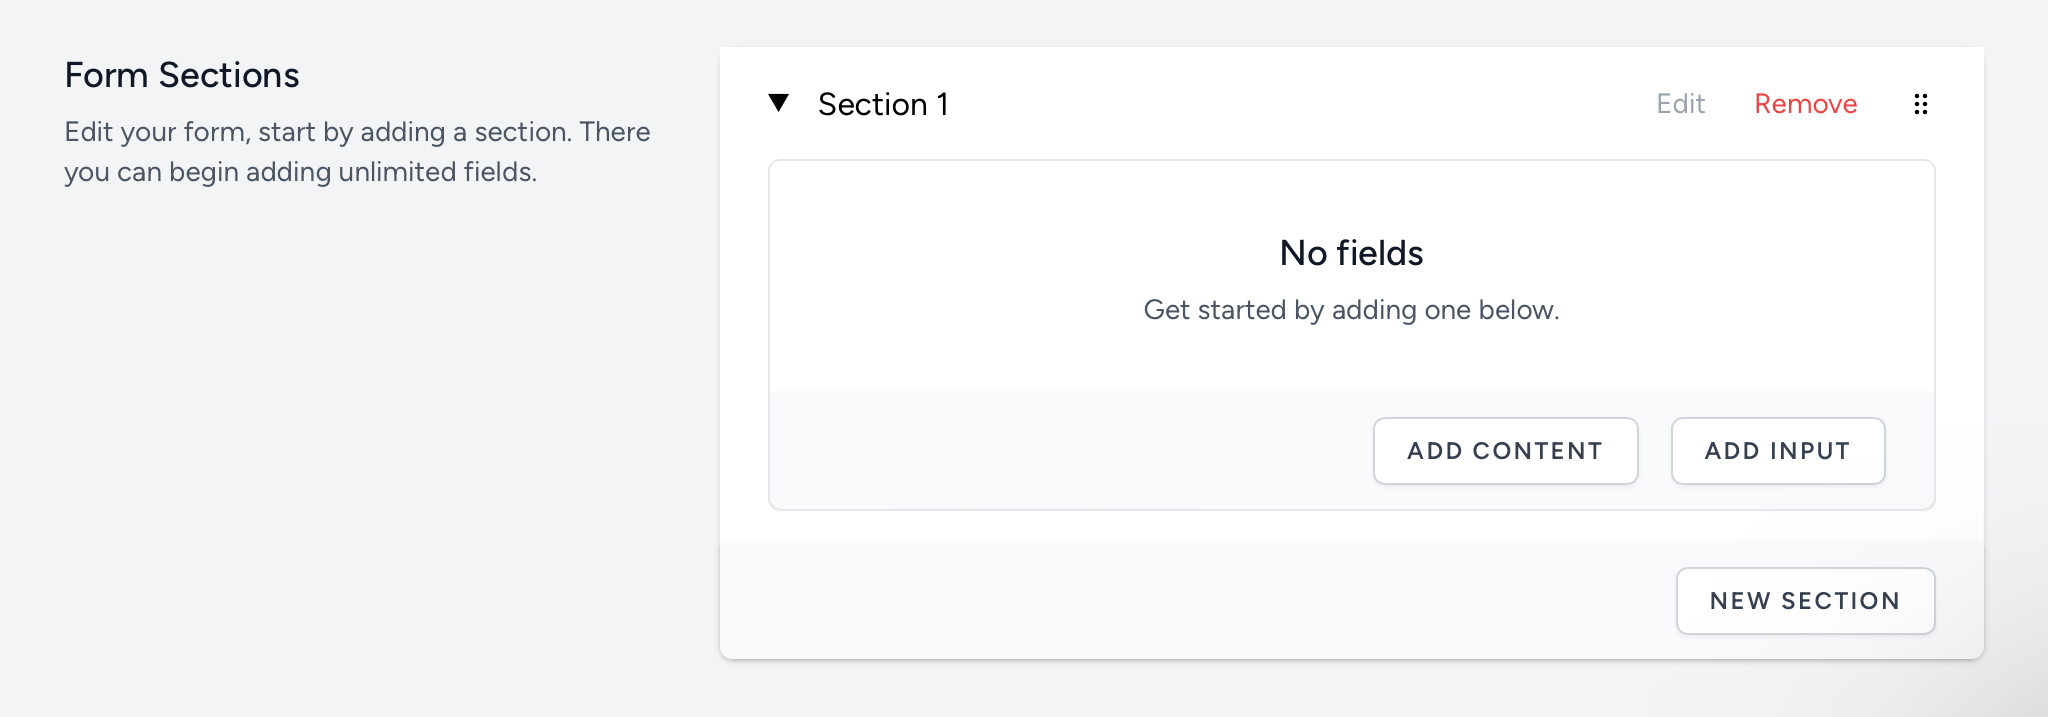 Form Sections
Edit your form, start by adding a section. There
you can begin adding unlimited fields.
Section 1
Edit
Remove
No fields
Get started by adding one below.
ADD CONTENT
ADD INPUT
NEW SECTION